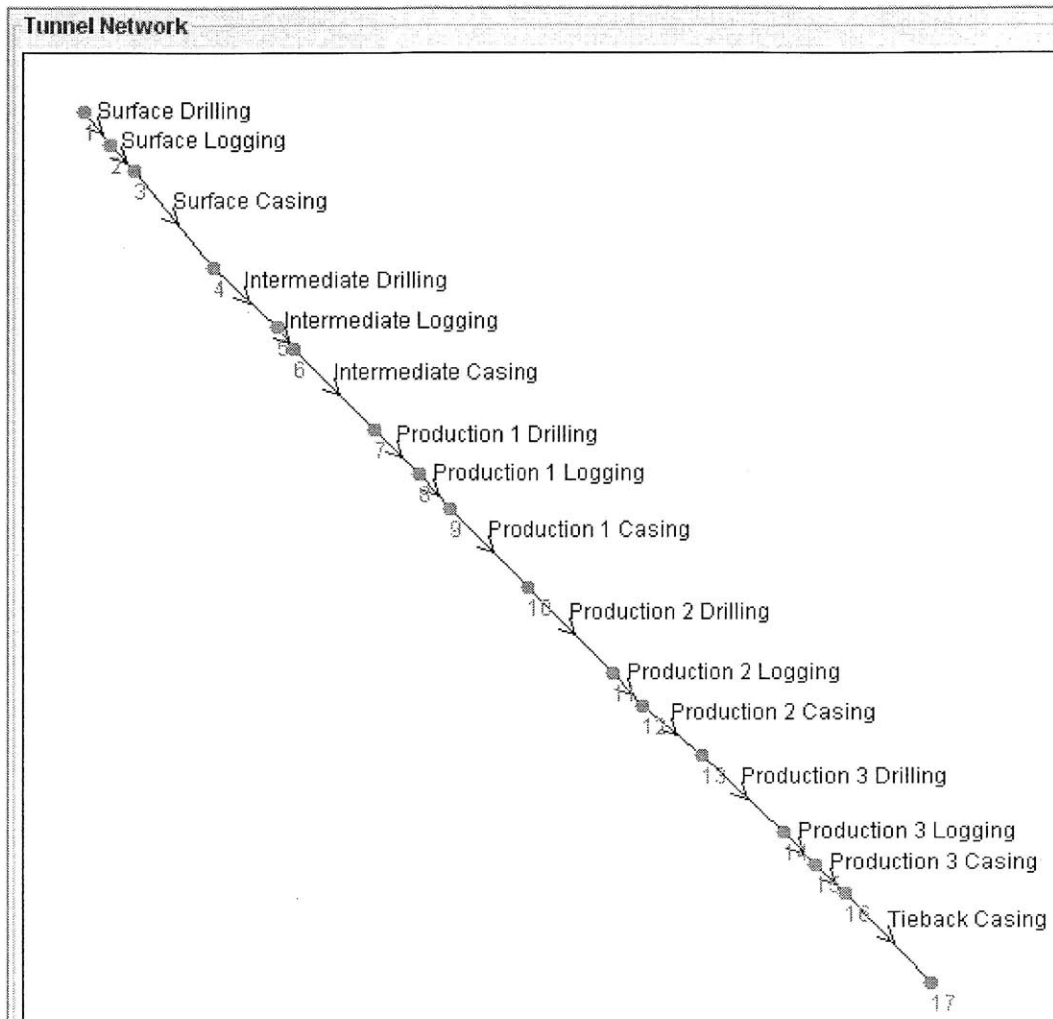 Tunnel Network
Surface Drilling
1
Surface Logging
2
3
Surface Casing
4
Intermediate Drilling
Intermediate Logging
5
6
Intermediate Casing
7
Production 1 Drilling
8
Production 1 Logging
9
Production 1 Casing
10
Production 2 Drilling
11
Production 2 Logging
12
Production 2 Casing
13
Production 3 Drilling
14
Production 3 Logging
15
Production 3 Casing
16
Tieback Casing
17